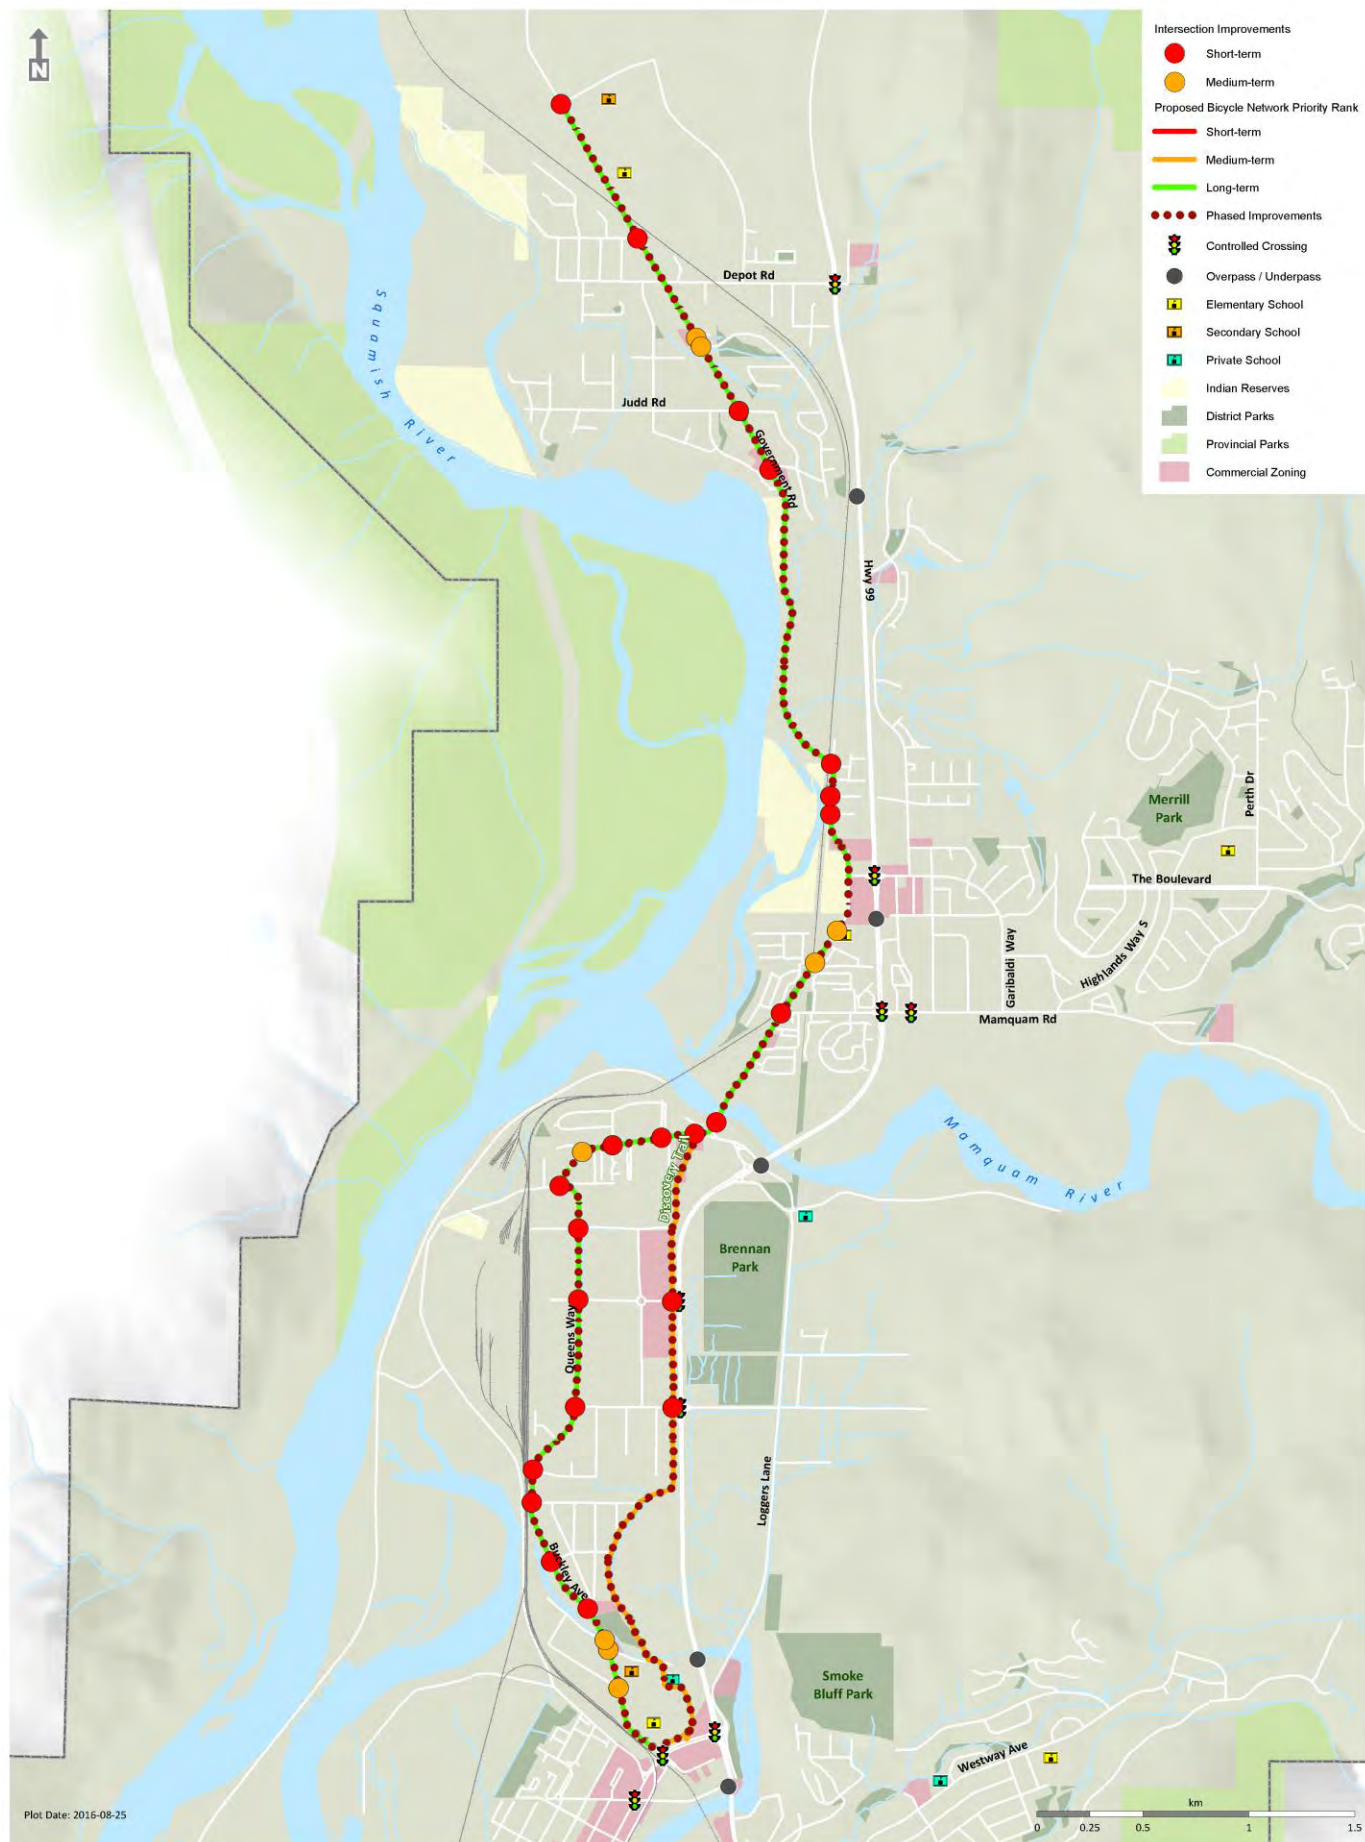 N
Intersection Improvements
Short-term
Medium-term
Proposed Bicycle Network Priority Rank
Short-term
Medium-term
Long-term
Phased Improvements
Controlled Crossing
Overpass / Underpass
Elementary School
Secondary School
Private School
Indian Reserves
District Parks
Provincial Parks
Commercial Zoning
Depot Rd
Squamish River
Judd Rd
Government Rd
Hwy 99
Merrill
Park
Perth Dr
The Boulevard
Garibaldi Way
Highlands Way S
Mamquam Rd
Mamquam River
Discovery Trail
Brennan
Park
Queens Way
Loggers Lane
Buckley Ave
Smoke
Bluff Park
Westway Ave
Plot Date: 2016-08-25
km
0 0.25 0.5 1 1.5